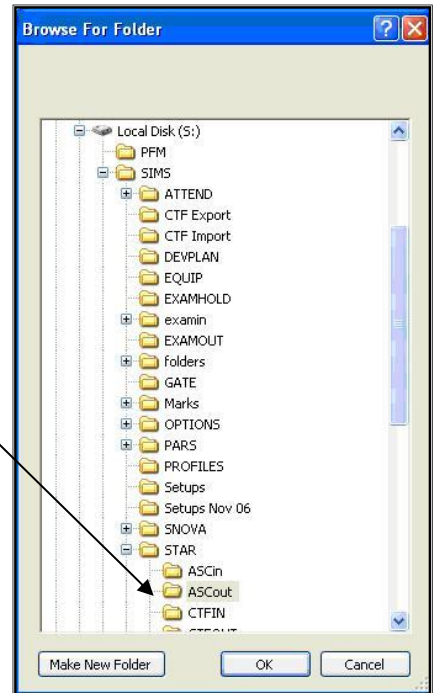 Browse For Folder
Local Disk (S:)
PFM
SIMS
ATTEND
CTF Export
CTF Import
DEVPLAN
EQUIP
EXAMHOLD
examin
EXAMOUT
folders
GATE
Marks
OPTIONS
PARS
PROFILES
Setups
Setups Nov 06
SNOVA
STAR
ASCin
ASCout
CTFIN
Make New Folder
OK
Cancel